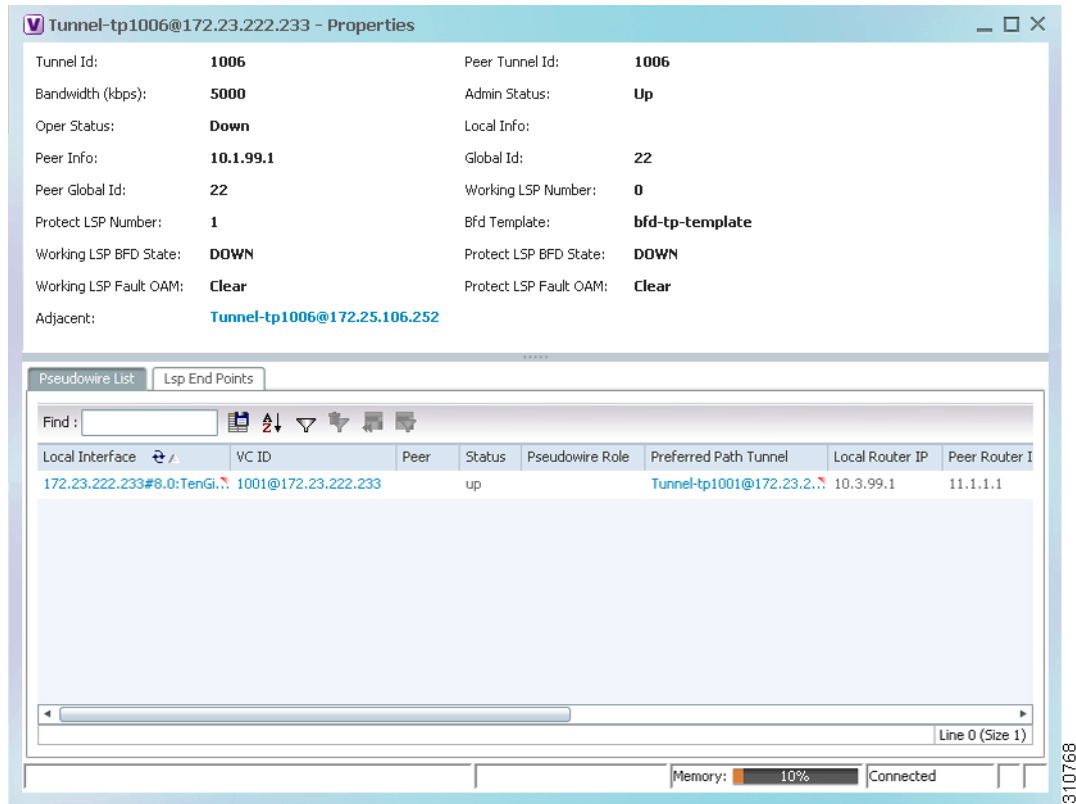 V Tunnel-tp1006@172.23.222.233 - Properties
Tunnel Id: 1006 Peer Tunnel Id: 1006
Bandwidth (kbps): 5000 Admin Status: Up
Oper Status: Down Local Info:
Peer Info: 10.1.99.1 Global Id: 22
Peer Global Id: 22 Working LSP Number: 0
Protect LSP Number: 1 Bfd Template: bfd-tp-template
Working LSP BFD State: DOWN Protect LSP BFD State: DOWN
Working LSP Fault OAM: Clear Protect LSP Fault OAM: Clear
Adjacent: Tunnel-tp1006@172.25.106.252
Pseudowire List Lsp End Points
Find :
Local Interface VC ID Peer Status Pseudowire Role Preferred Path Tunnel Local Router IP Peer Router I
172.23.222.233#8.0:TenGi... 1001@172.23.222.233 up Tunnel-tp1001@172.23.2... 10.3.99.1 11.1.1.1
Line 0 (Size 1)
Memory: 10% Connected
310768